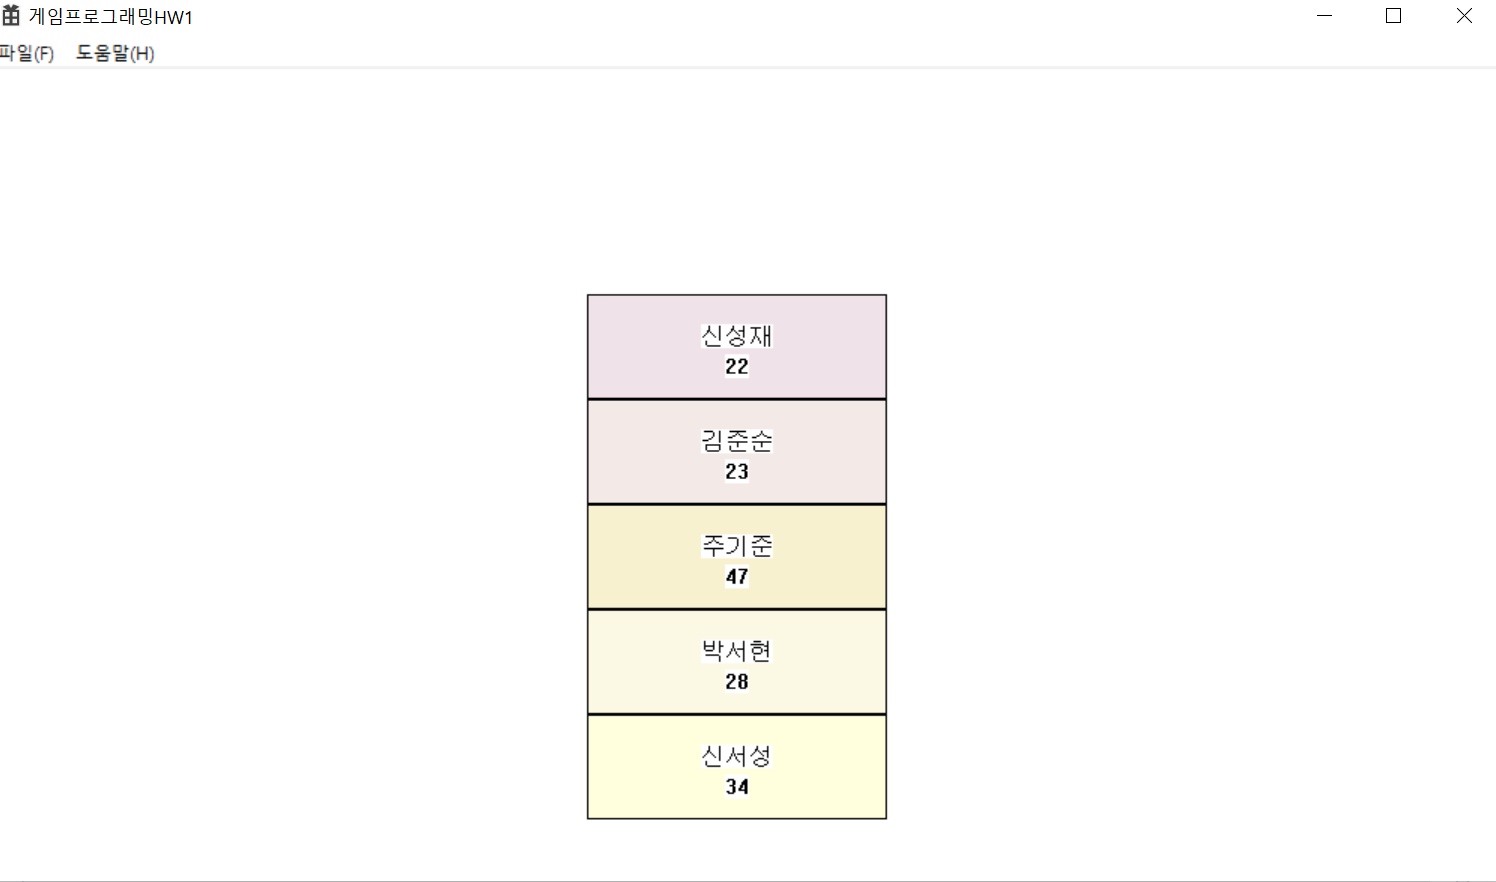 게임프로그래밍HW1
파일(F) 도움말(H)
신성재
22
김준순
23
주기준
47
박서현
28
신서성
34